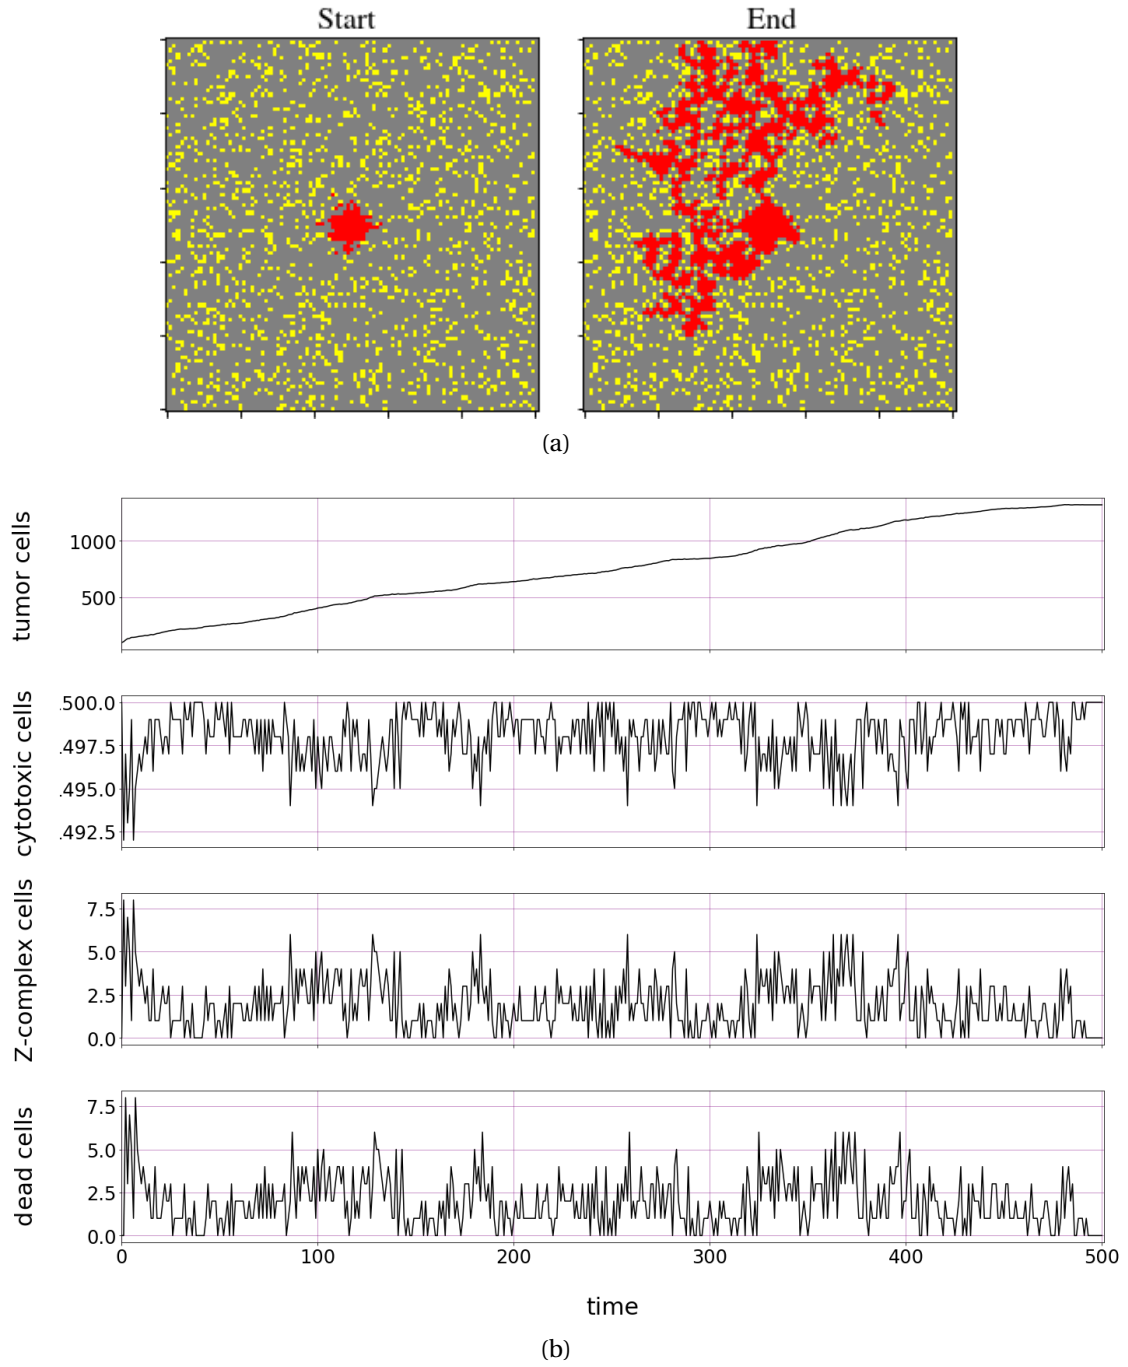 Start End
(a)
tumor cells
1000
500
cytotoxic cells
.500.0
.497.5
.495.0
.492.5
Z-complex cells
7.5
5.0
2.5
0.0
dead cells
7.5
5.0
2.5
0.0
0 100 200 300 400 500
time
(b)